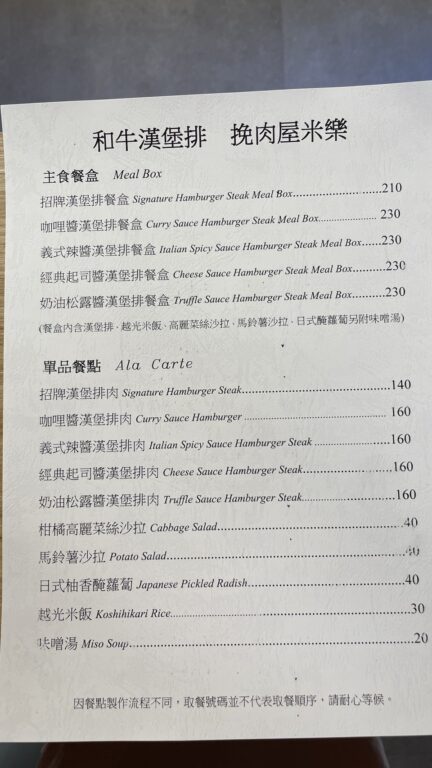 和牛漢堡排 挽肉屋米樂
主食餐盒 Meal Box
招牌漢堡排餐盒 Signature Hamburger Steak Meal Box......................210
咖哩醬漢堡排餐盒 Curry Sauce Hamburger Steak Meal Box...................... 230
義式辣醬漢堡排餐盒 Italian Spicy Sauce Hamburger Steak Meal Box......230
經典起司醬漢堡排餐盒 Cheese Sauce Hamburger Steak Meal Box..........230
奶油松露醬漢堡排餐盒 Truffle Sauce Hamburger Steak Meal Box..........230
(餐盒內含漢堡排、越光米飯、高麗菜絲沙拉、馬鈴薯沙拉、日式醃蘿蔔另附味噌湯)
單品餐點 Ala Carte
招牌漢堡排肉 Signature Hamburger Steak.....................................140
咖哩醬漢堡排肉 Curry Sauce Hamburger ..................................................... 160
義式辣醬漢堡排肉 Italian Spicy Sauce Hamburger Steak ...........................160
經典起司醬漢堡排肉 Cheese Sauce Hamburger Steak......................160
奶油松露醬漢堡排肉 Truffle Sauce Hamburger Steak......................160
柑橘高麗菜絲沙拉 Cabbage Salad..............................................40
馬鈴薯沙拉 Potato Salad...........................................................40
日式柚香醃蘿蔔 Japanese Pickled Radish......................................40
越光米飯 Koshihikari Rice.................................................................................30
味噌湯 Miso Soup......................................................................20
因餐點製作流程不同，取餐號碼並不代表取餐順序，請耐心等候。